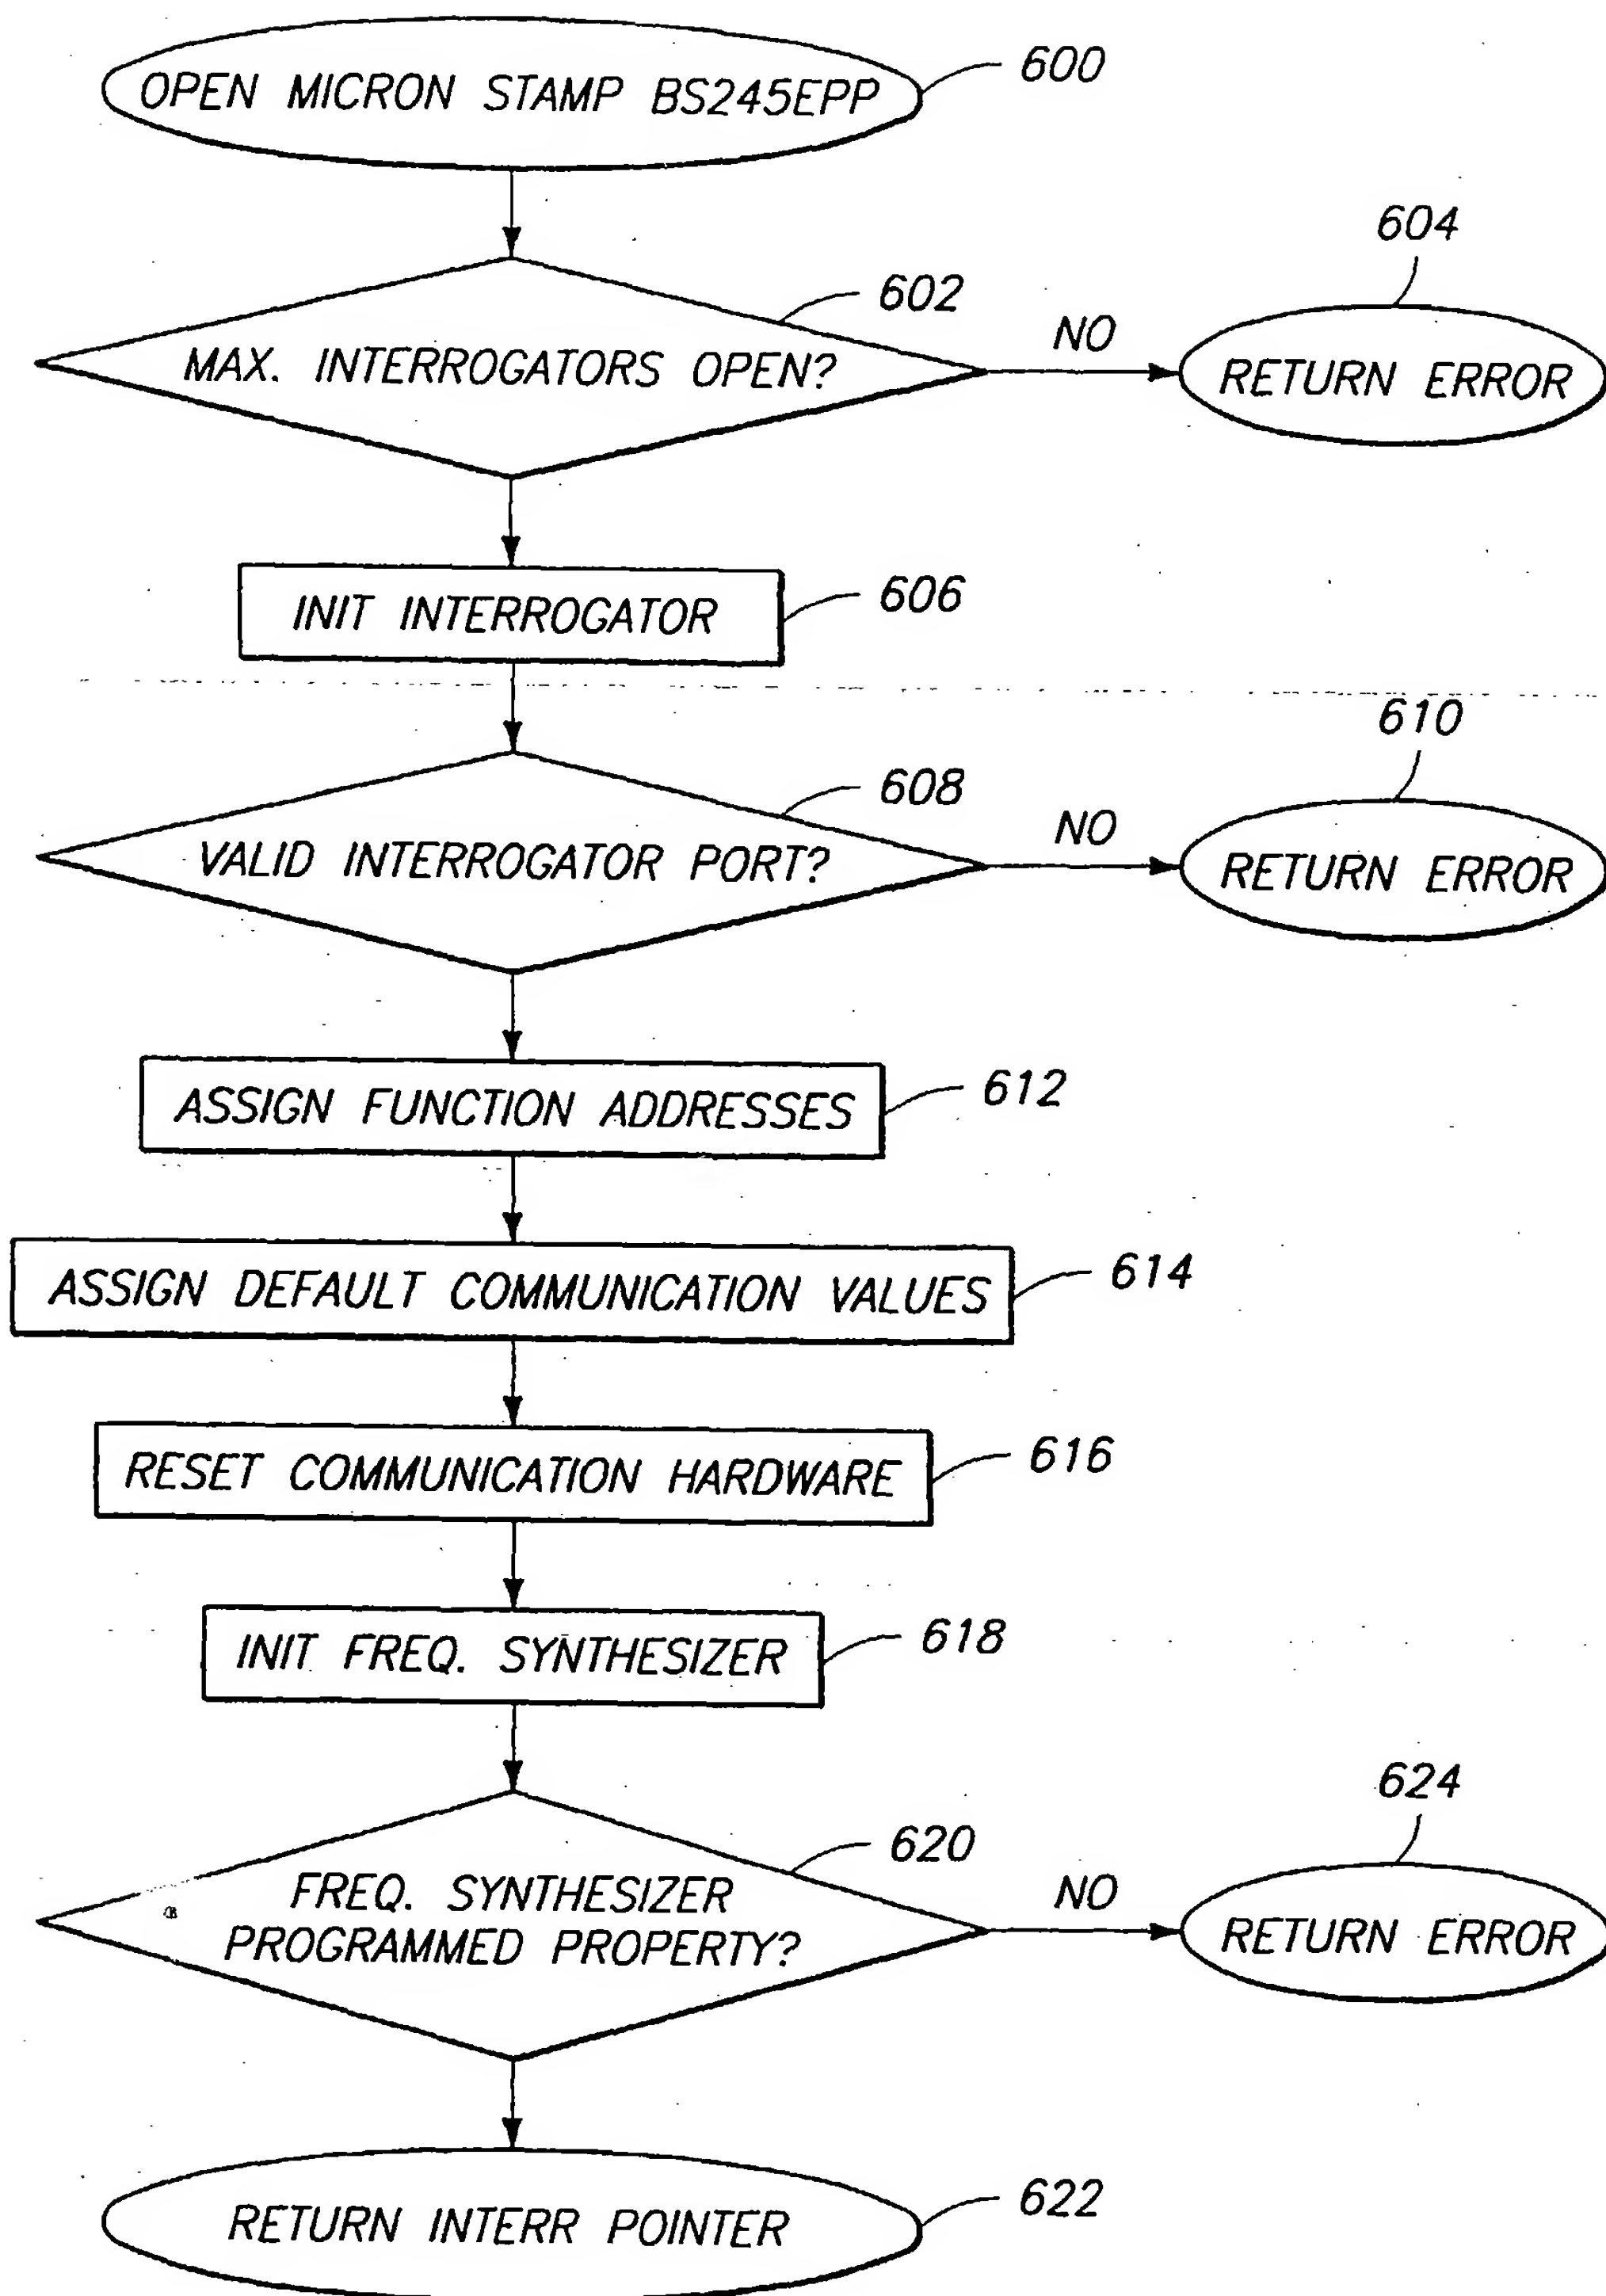 OPEN MICRON STAMP BS245EPP
600
602
604
MAX. INTERROGATORS OPEN?
NO
RETURN ERROR
INIT INTERROGATOR
606
608
610
VALID INTERROGATOR PORT?
NO
RETURN ERROR
ASSIGN FUNCTION ADDRESSES
612
ASSIGN DEFAULT COMMUNICATION VALUES
614
RESET COMMUNICATION HARDWARE
616
INIT FREQ. SYNTHESIZER
618
620
624
FREQ. SYNTHESIZER
PROGRAMMED PROPERTY?
NO
RETURN ERROR
RETURN INTERR POINTER
622